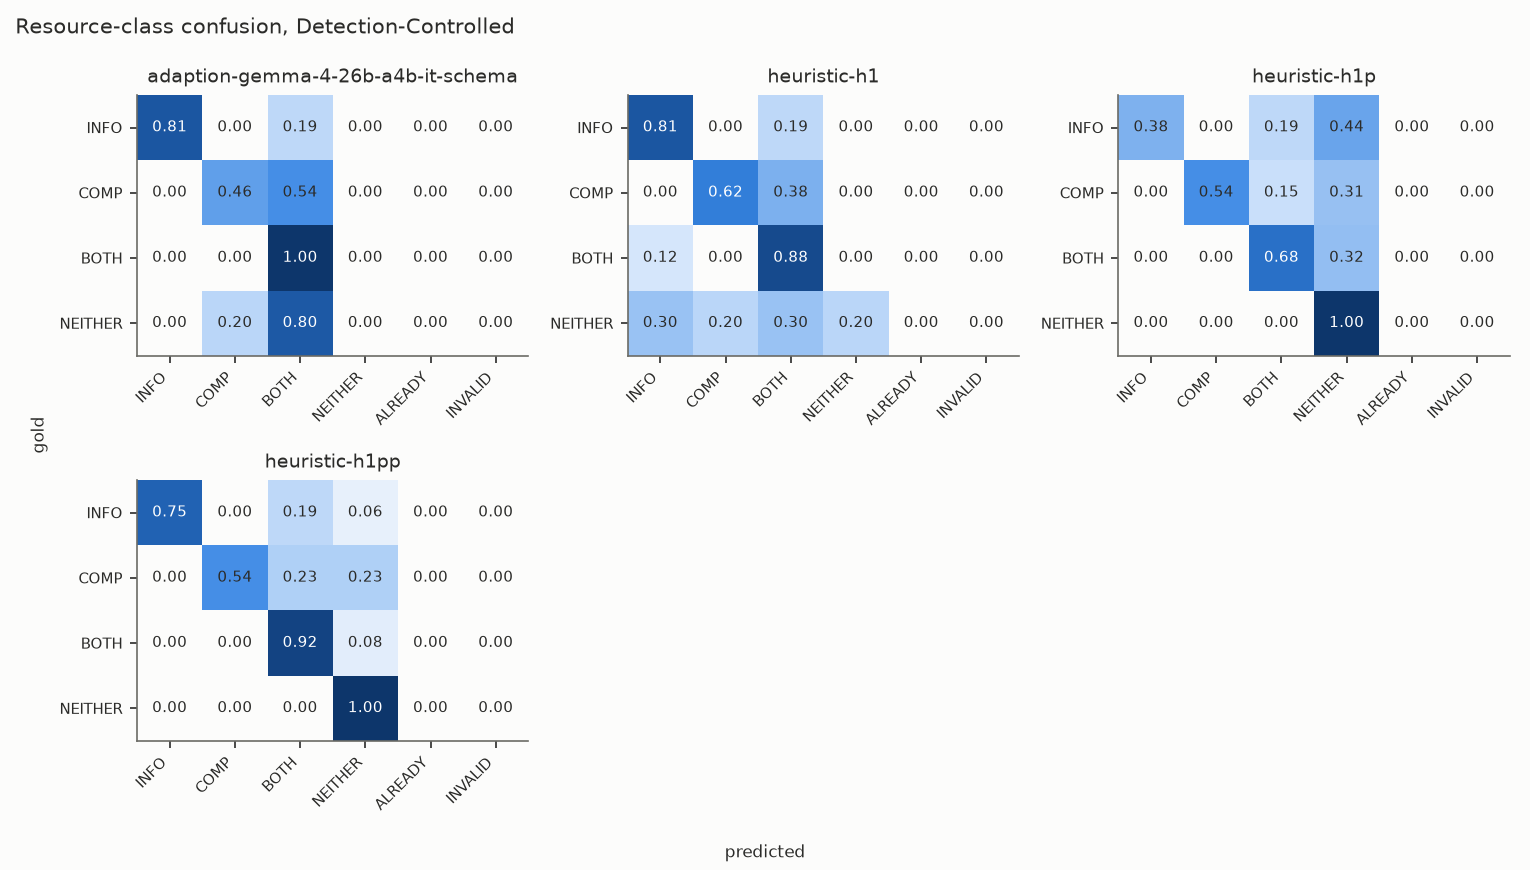 Resource-class confusion, Detection-Controlled
adaption-gemma-4-26b-a4b-it-schema
INFO 0.81 0.00 0.19 0.00 0.00 0.00
COMP 0.00 0.46 0.54 0.00 0.00 0.00
BOTH 0.00 0.00 1.00 0.00 0.00 0.00
NEITHER 0.00 0.20 0.80 0.00 0.00 0.00
INFO COMP BOTH NEITHER ALREADY INVALID
heuristic-h1
INFO 0.81 0.00 0.19 0.00 0.00 0.00
COMP 0.00 0.62 0.38 0.00 0.00 0.00
BOTH 0.12 0.00 0.88 0.00 0.00 0.00
NEITHER 0.30 0.20 0.30 0.20 0.00 0.00
INFO COMP BOTH NEITHER ALREADY INVALID
heuristic-h1p
INFO 0.38 0.00 0.19 0.44 0.00 0.00
COMP 0.00 0.54 0.15 0.31 0.00 0.00
BOTH 0.00 0.00 0.68 0.32 0.00 0.00
NEITHER 0.00 0.00 0.00 1.00 0.00 0.00
INFO COMP BOTH NEITHER ALREADY INVALID
gold
heuristic-h1pp
INFO 0.75 0.00 0.19 0.06 0.00 0.00
COMP 0.00 0.54 0.23 0.23 0.00 0.00
BOTH 0.00 0.00 0.92 0.08 0.00 0.00
NEITHER 0.00 0.00 0.00 1.00 0.00 0.00
INFO COMP BOTH NEITHER ALREADY INVALID
predicted